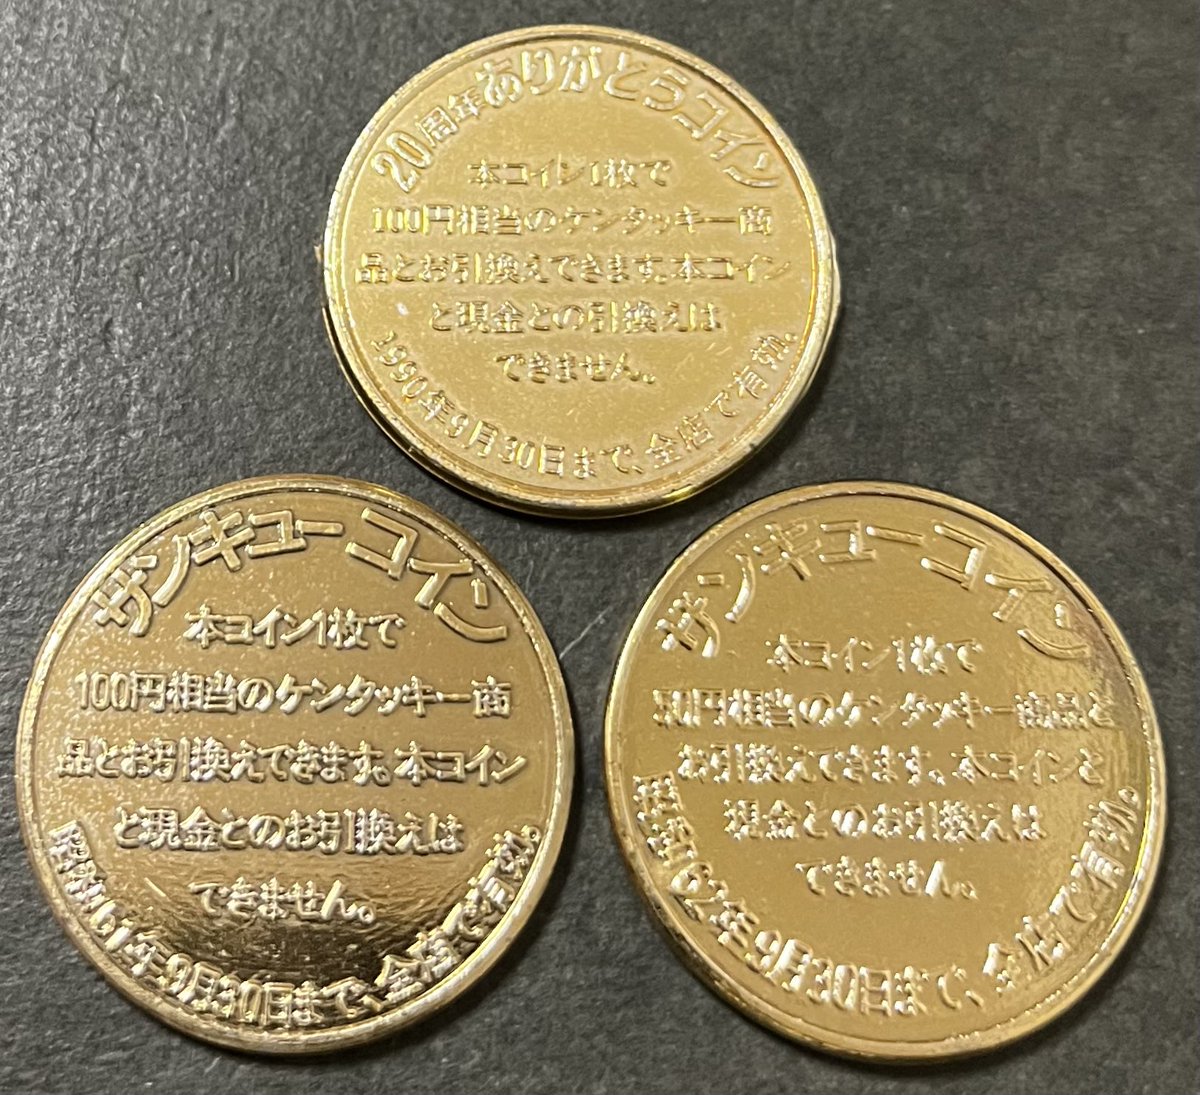 20周年ありがとうコイン
本コイン1枚で
100円相当のケンタッキー商
品とお引換えできます。本コイン
と現金との引換えは
できません。
1990年9月30日まで、全店で有効。
サンキューコイン
本コイン1枚で
100円相当のケンタッキー商
品とお引換えできます。本コイン
と現金とのお引換えは
できません。
昭和61年9月30日まで、全店で有効。
サンキューコイン
本コイン1枚で
50円相当のケンタッキー商品と
お引換えできます。本コインと
現金とのお引換えは
できません。
昭和62年9月30日まで、全店で有効。